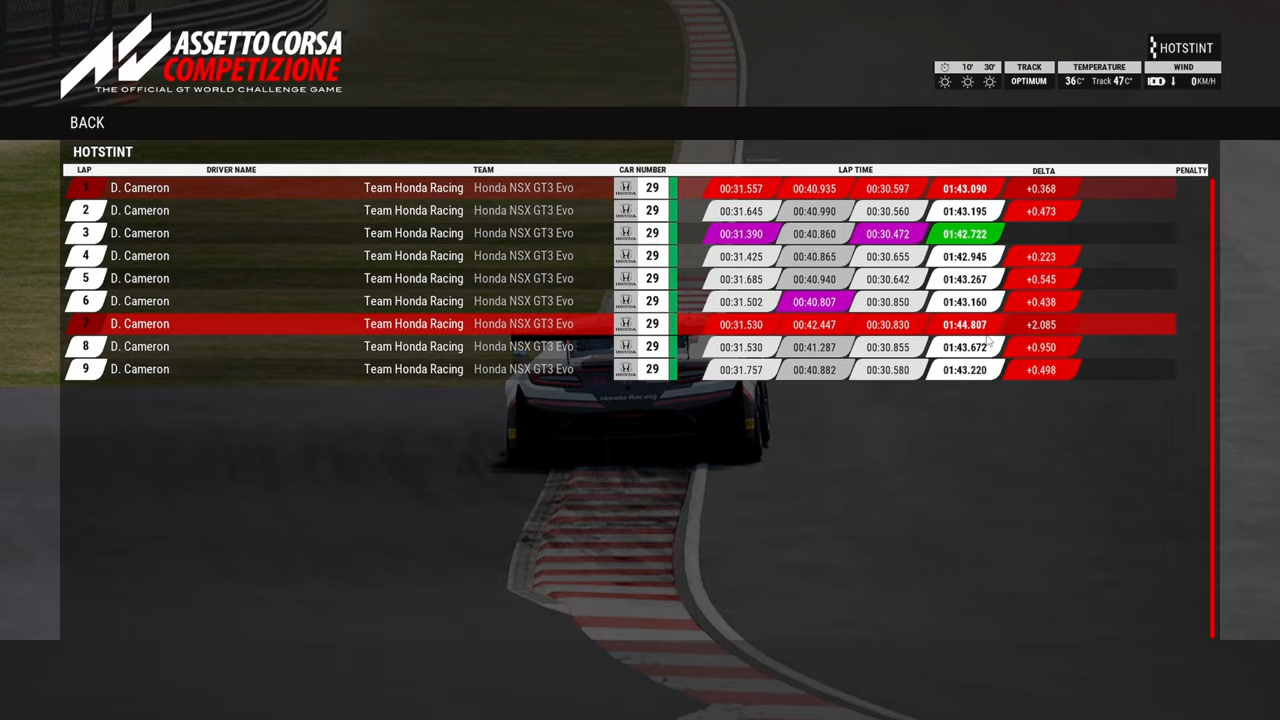 ASSETTO CORSA
COMPETIZIONE
THE OFFICIAL GT WORLD CHALLENGE GAME
HOTSTINT
10' 30' TRACK TEMPERATURE WIND
OPTIMUM 36C° Track 47C° 0KM/H
BACK
HOTSTINT
LAP DRIVER NAME TEAM CAR NUMBER LAP TIME DELTA PENALTY
1 D. Cameron Team Honda Racing Honda NSX GT3 Evo HONDA 29 00:31.557 00:40.935 00:30.597 01:43.090 +0.368
2 D. Cameron Team Honda Racing Honda NSX GT3 Evo HONDA 29 00:31.645 00:40.990 00:30.560 01:43.195 +0.473
3 D. Cameron Team Honda Racing Honda NSX GT3 Evo HONDA 29 00:31.390 00:40.860 00:30.472 01:42.722
4 D. Cameron Team Honda Racing Honda NSX GT3 Evo HONDA 29 00:31.425 00:40.865 00:30.655 01:42.945 +0.223
5 D. Cameron Team Honda Racing Honda NSX GT3 Evo HONDA 29 00:31.685 00:40.940 00:30.642 01:43.267 +0.545
6 D. Cameron Team Honda Racing Honda NSX GT3 Evo HONDA 29 00:31.502 00:40.807 00:30.850 01:43.160 +0.438
7 D. Cameron Team Honda Racing Honda NSX GT3 Evo HONDA 29 00:31.530 00:42.447 00:30.830 01:44.807 +2.085
8 D. Cameron Team Honda Racing Honda NSX GT3 Evo HONDA 29 00:31.530 00:41.287 00:30.855 01:43.672 +0.950
9 D. Cameron Team Honda Racing Honda NSX GT3 Evo HONDA 29 00:31.757 00:40.882 00:30.580 01:43.220 +0.498
Honda Racing